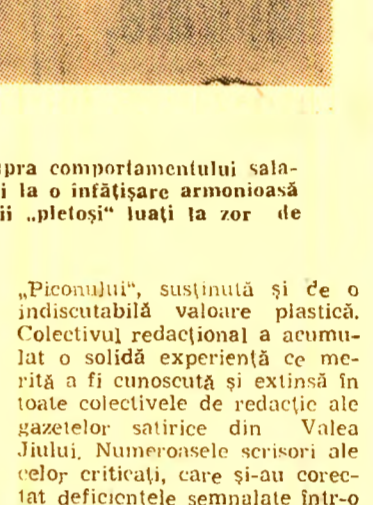 pra comportamentului sala-
i la o înfățișare armonioasă
ii „pletoși“ luați la zor de
„Piconului“, susținută și de o
indiscutabilă valoare plastică.
Colectivul redacțional a acumu-
lat o solidă experiență ce me-
rită a fi cunoscută și extinsă în
toate colectivele de redacție ale
gazetelor satirice din Valea
Jiului. Numeroasele scrisori ale
celor criticați, care și-au corec-
tat deficiențele semnalate într-o